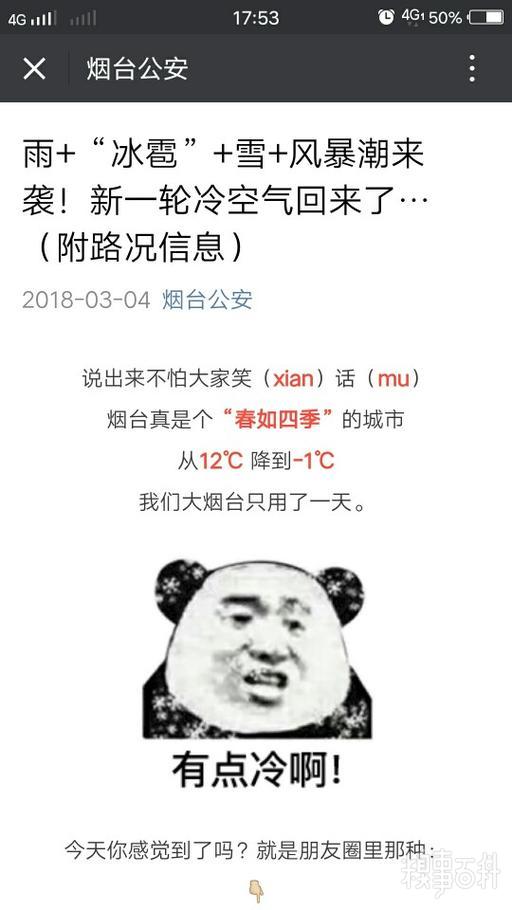 4G 17:53 4G1 50%
烟台公安
雨+“冰雹”+雪+风暴潮来
袭！新一轮冷空气回来了…
（附路况信息）
2018-03-04 烟台公安
说出来不怕大家笑（xian）话（mu）
烟台真是个“春如四季”的城市
从12℃ 降到-1℃
我们大烟台只用了一天。
有点冷啊!
今天你感觉到了吗？就是朋友圈里那种：
糗事百科